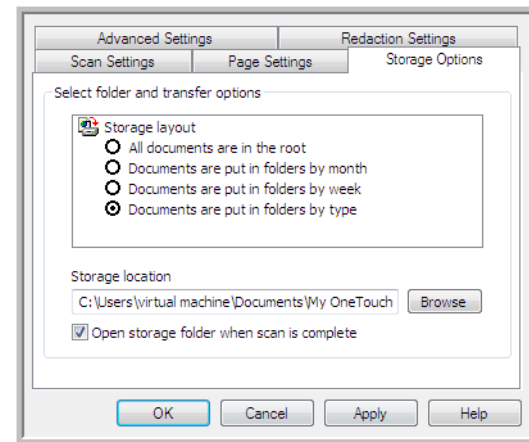 Advanced Settings Redaction Settings
Scan Settings Page Settings Storage Options
Select folder and transfer options
Storage layout
All documents are in the root
Documents are put in folders by month
Documents are put in folders by week
Documents are put in folders by type
Storage location
C:\Users\virtual machine\Documents\My OneTouch Browse
Open storage folder when scan is complete
OK Cancel Apply Help